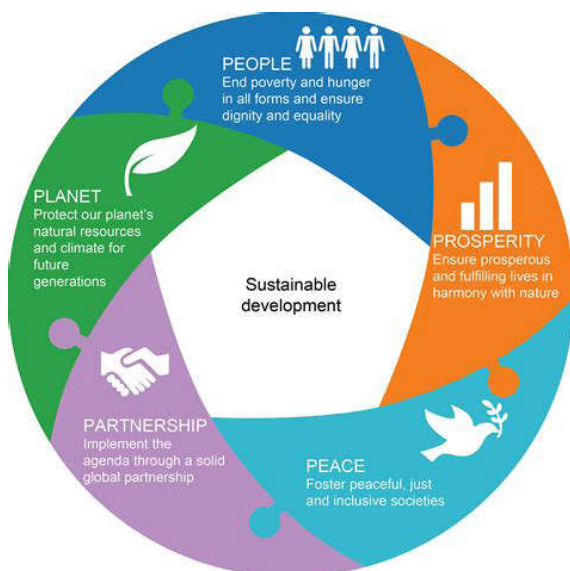 PEOPLE
End poverty and hunger
in all forms and ensure
dignity and equality
PROSPERITY
Ensure prosperous
and fulfilling lives in
harmony with nature
PEACE
Foster peaceful, just
and inclusive societies
PARTNERSHIP
Implement the
agenda through a solid
global partnership
PLANET
Protect our planet's
natural resources
and climate for
future
generations
Sustainable
development